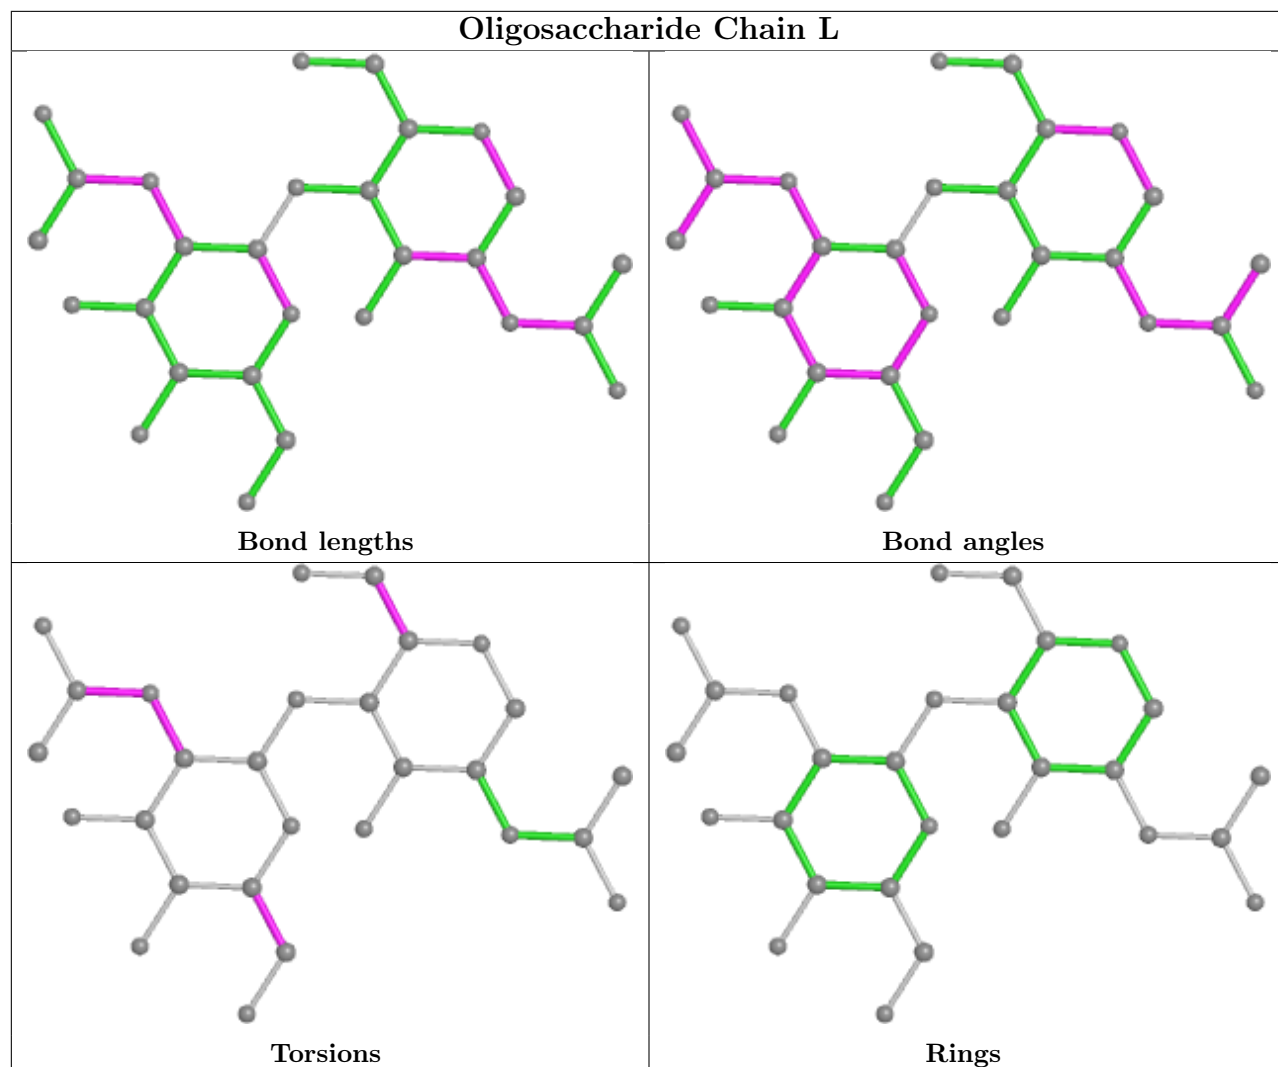 Oligosaccharide Chain L
Bond lengths
Bond angles
Torsions
Rings